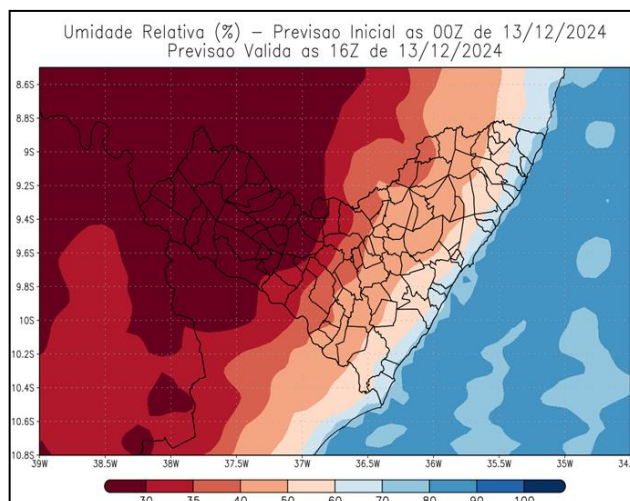 Umidade Relativa (%) – Previsao Inicial as 00Z de 13/12/2024
Previsao Valida as 16Z de 13/12/2024
8.6S
8.8S
9S
9.2S
9.4S
9.6S
9.8S
10S
10.2S
10.4S
10.6S
10.8S
39W 38.5W 38W 37.5W 37W 36.5W 36W 35.5W 35W 34.5
30 35 40 50 60 70 80 90 100